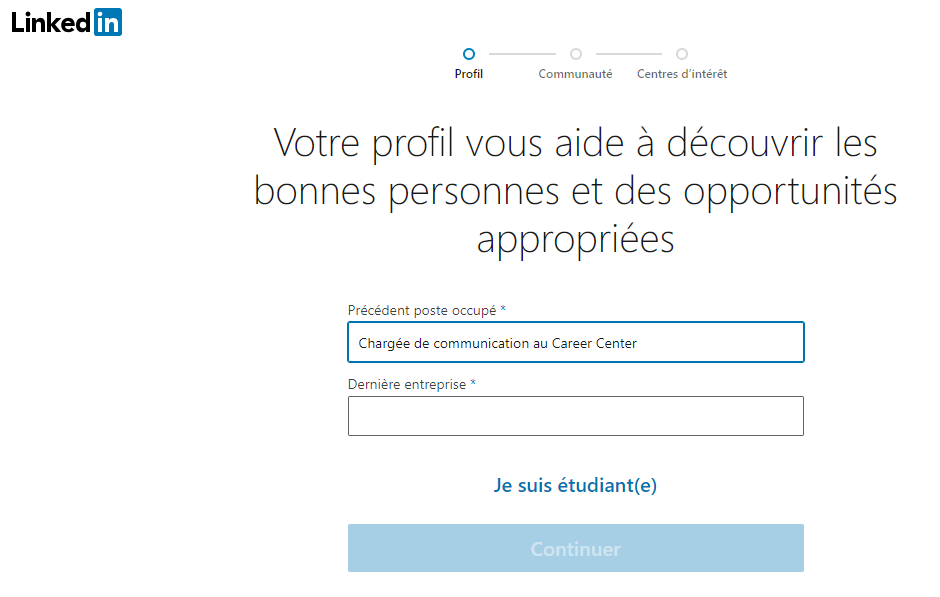 Linkedin
Profil
Communauté
Centres d’intérêt
Votre profil vous aide à découvrir les
bonnes personnes et des opportunités
appropriées
Précédent poste occupé *
Chargée de communication au Career Center
Dernière entreprise *
Je suis étudiant(e)
Continuer